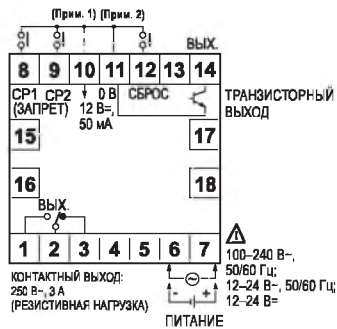 (Прим. 1) (Прим. 2)
ВЫХ.
8 9 10 11 12 13 14
CP1 CP2 0 В СБРОС
(ЗАПРЕТ) 12 В=,
50 мА
ТРАНЗИСТОРНЫЙ
ВЫХОД
15 17
16 18
ВЫХ.
1 2 3 4 5 6 7
КОНТАКТНЫЙ ВЫХОД:
250 В~, 3 А
(РЕЗИСТИВНАЯ НАГРУЗКА)
- +
ПИТАНИЕ
100–240 В~,
50/60 Гц;
12–24 В~, 50/60 Гц;
12–24 В=